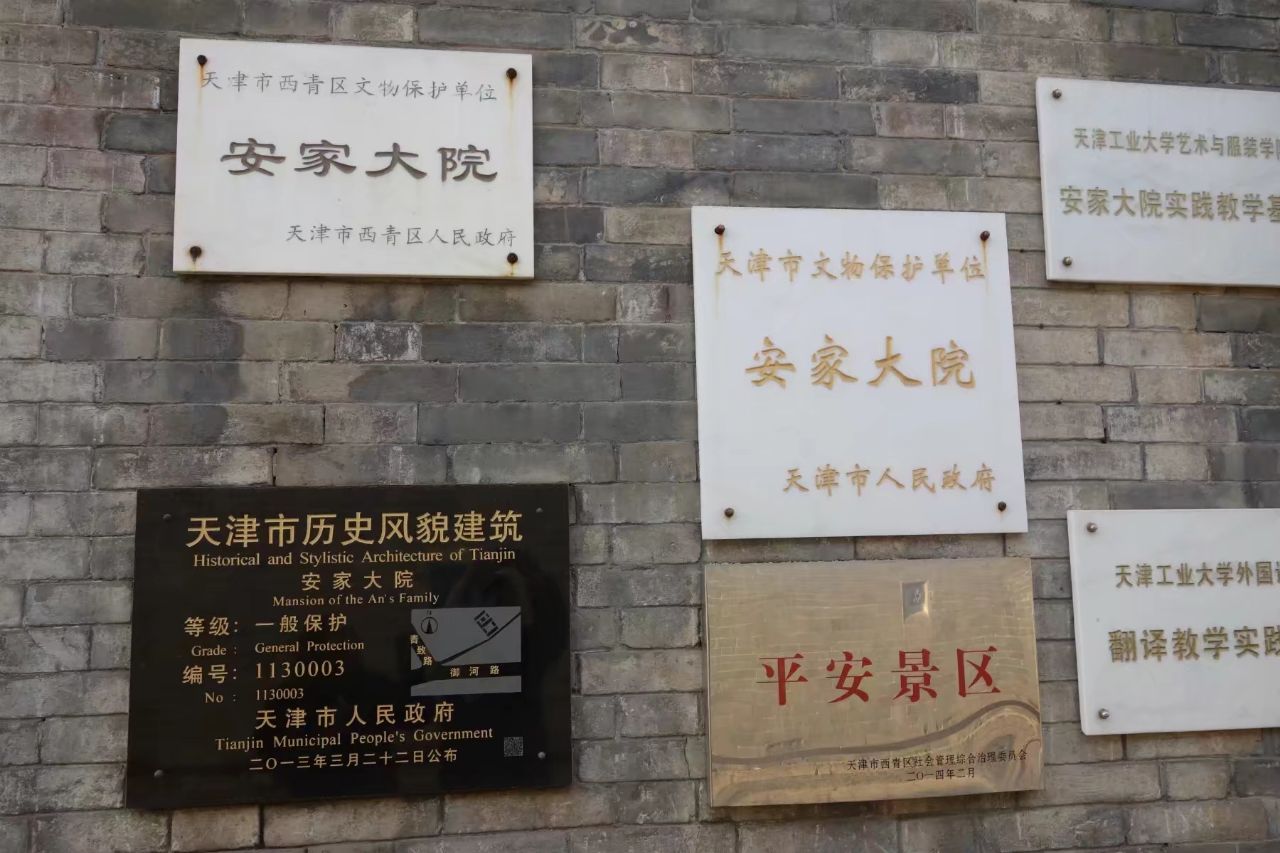 天津市西青区文物保护单位
安家大院
天津市西青区人民政府
天津市文物保护单位
安家大院
天津市人民政府
天津工业大学艺术与服装学院
安家大院实践教学基
天津市历史风貌建筑
Historical and Stylistic Architecture of Tianjin
安家大院
Mansion of the An's Family
等级：一般保护
Grade : General Protection
编号：1130003
No : 1130003
青致路
御河路
天津市人民政府
Tianjin Municipal People's Government
二〇一三年三月二十二日公布
平安景区
天津市西青区社会管理综合治理委员会
二〇一四年二月
天津工业大学外国
翻译教学实践